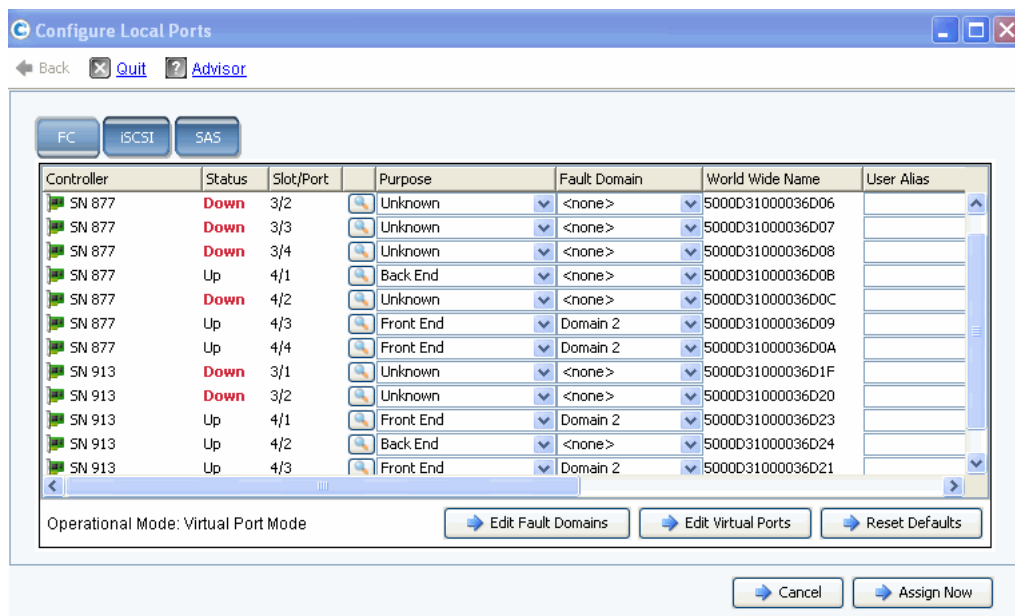 Configure Local Ports
Back Quit Advisor
FC iSCSI SAS
Controller Status Slot/Port Purpose Fault Domain World Wide Name User Alias
SN 877 Down 3/2 Unknown <none> 5000D31000036D06
SN 877 Down 3/3 Unknown <none> 5000D31000036D07
SN 877 Down 3/4 Unknown <none> 5000D31000036D08
SN 877 Up 4/1 Back End <none> 5000D31000036D0B
SN 877 Down 4/2 Unknown <none> 5000D31000036D0C
SN 877 Up 4/3 Front End Domain 2 5000D31000036D09
SN 877 Up 4/4 Front End Domain 2 5000D31000036D0A
SN 913 Down 3/1 Unknown <none> 5000D31000036D1F
SN 913 Down 3/2 Unknown <none> 5000D31000036D20
SN 913 Up 4/1 Front End Domain 2 5000D31000036D23
SN 913 Up 4/2 Back End <none> 5000D31000036D24
SN 913 Up 4/3 Front End Domain 2 5000D31000036D21
Operational Mode: Virtual Port Mode Edit Fault Domains Edit Virtual Ports Reset Defaults
Cancel Assign Now